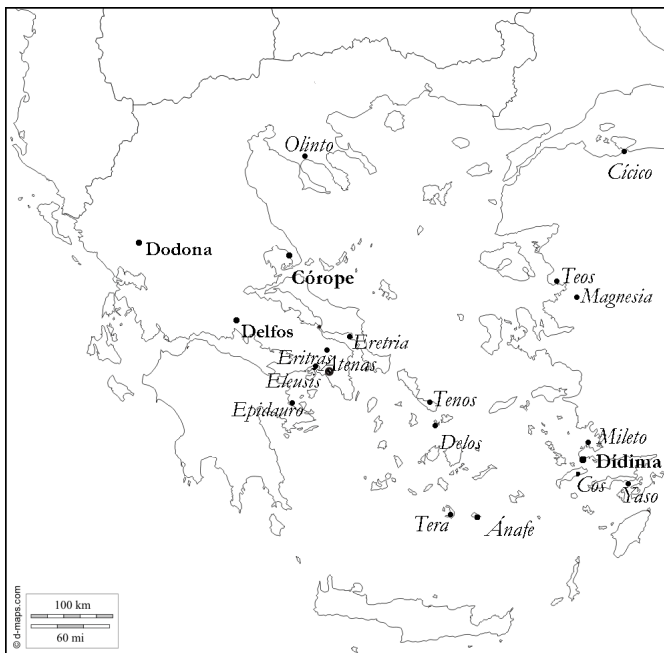 Olinto
Cícico
Dodona
Córope
Teos
Magnesia
Delfos
Eretria
Eritras
Atenas
Eleusis
Epidauro
Tenos
Delos
Mileto
Dídima
Cos
Yaso
Tera
Ánafe
100 km
60 mi
© d-maps.com